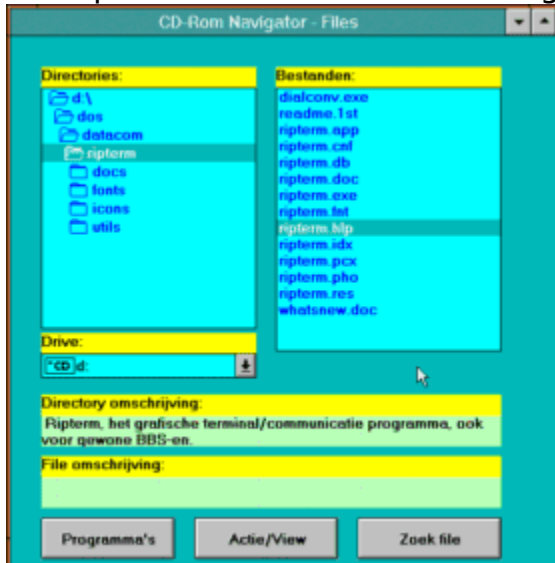 CD-Rom Navigator - Files
Directories:
d:\
dos
datacom
ripterm
docs
fonts
icons
utils
Bestanden:
dialconv.exe
readme.1st
ripterm.app
ripterm.cnf
ripterm.db
ripterm.doc
ripterm.exe
ripterm.fnt
ripterm.hlp
ripterm.idx
ripterm.pcx
ripterm.pho
ripterm.res
whatsnew.doc
Drive:
CD d:
Directory omschrijving:
Ripterm, het grafische terminal/communicatie programma, ook
voor gewone BBS-en.
File omschrijving:
Programma's
Actie/View
Zoek file